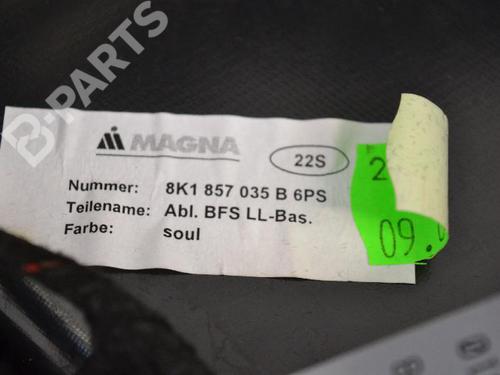 B-PARTS
MAGNA
22S
Nummer: 8K1 857 035 B 6PS
Teilename: Abl. BFS LL-Bas.
Farbe: soul
2
09.